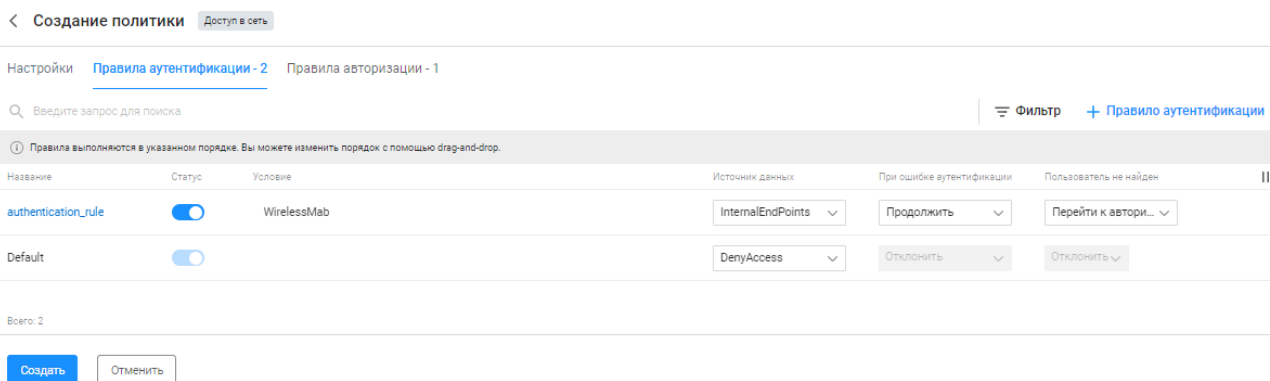 Создание политики Доступ в сеть
Настройки Правила аутентификации - 2 Правила авторизации - 1
Введите запрос для поиска Фильтр + Правило аутентификации
Правила выполняются в указанном порядке. Вы можете изменить порядок с помощью drag-and-drop.
Название Статус Условие Источник данных При ошибке аутентификации Пользователь не найден
authentication_rule WirelessMab InternalEndPoints Продолжить Перейти к автори...
Default DenyAccess Отклонить Отклонить
Всего: 2
Создать Отменить